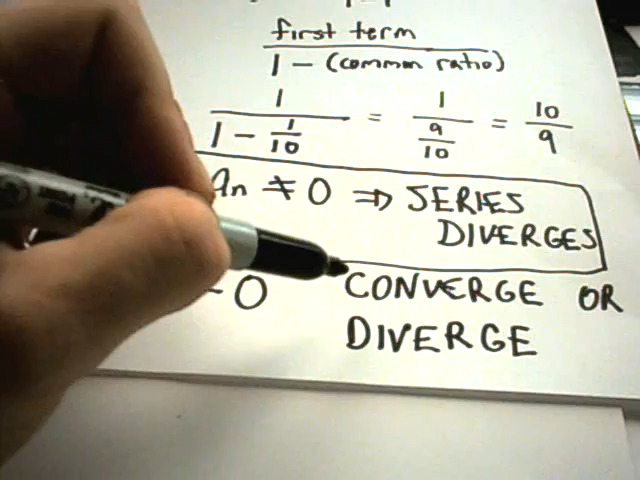 first term
1 - (common ratio)
1 / (1 - 1/10) = 1 / (9/10) = 10/9
an ≠ 0 ⇒ SERIES
DIVERGES
0 CONVERGE OR
DIVERGE